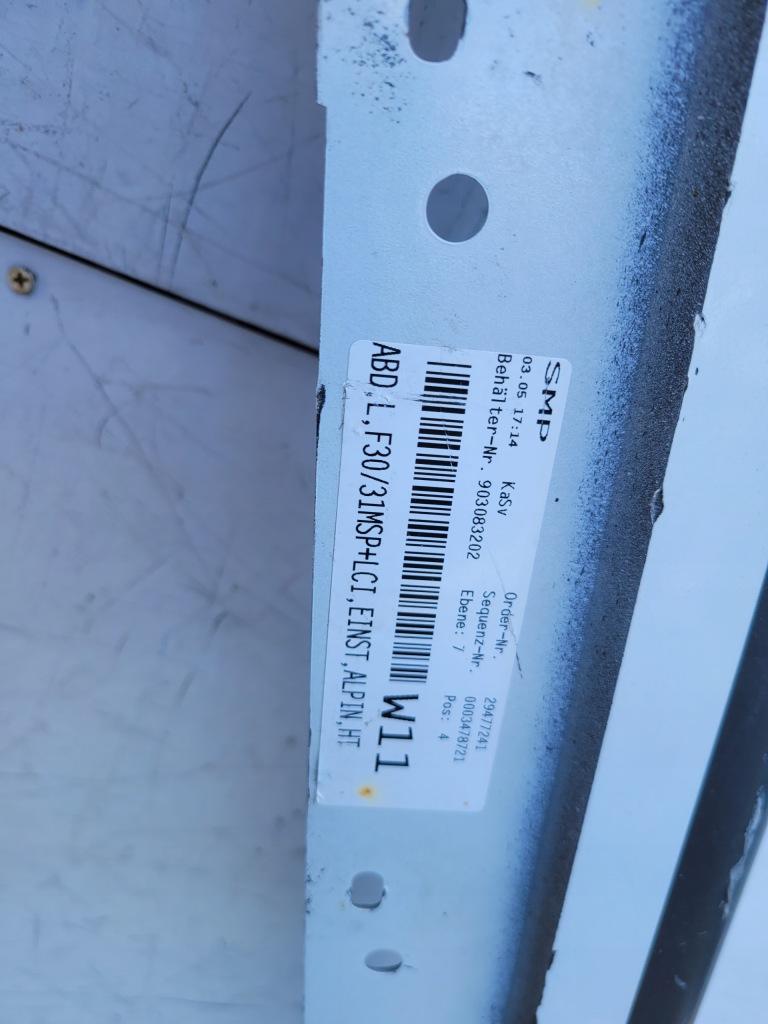 SMP
03.05 17:14 KaSv Order-Nr. 29477241
Behälter-Nr. 903083202 Sequenz-Nr. 0003478721
Ebene: 7 Pos: 4
W11
ABD,L,F30/31MSP+LCI,EINST,ALPIN,HT